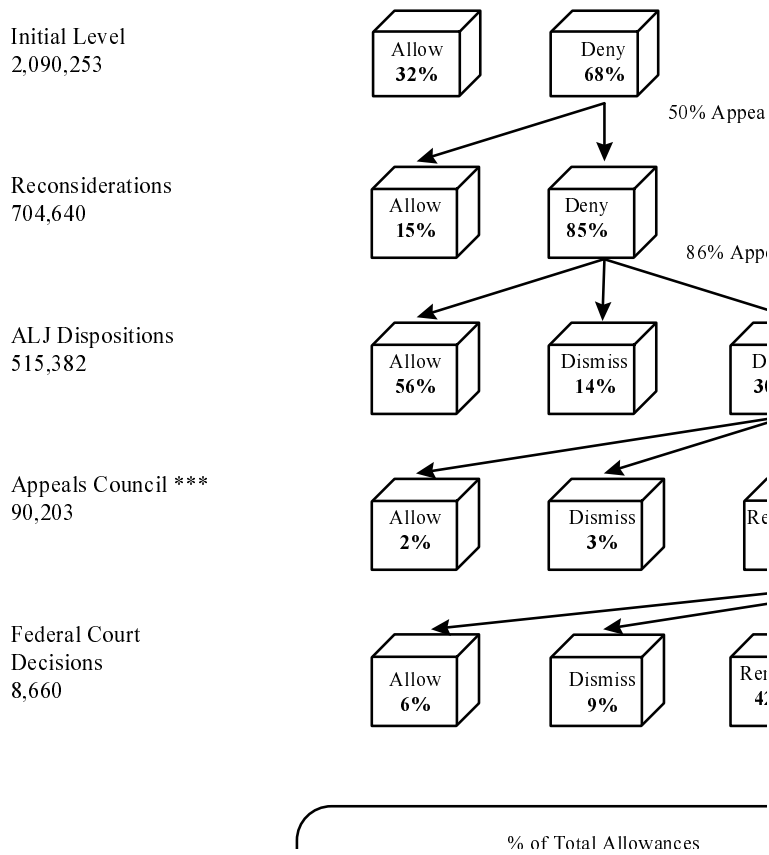 Initial Level
2,090,253
Allow
32%
Deny
68%
50%
Reconsiderations
704,640
Allow
15%
Deny
85%
86%
ALJ Dispositions
515,382
Allow
56%
Dismiss
14%
Appeals Council ***
90,203
Allow
2%
Dismiss
3%
Federal Court
Decisions
8,660
Allow
6%
Dismiss
9%
% of Total Allowances